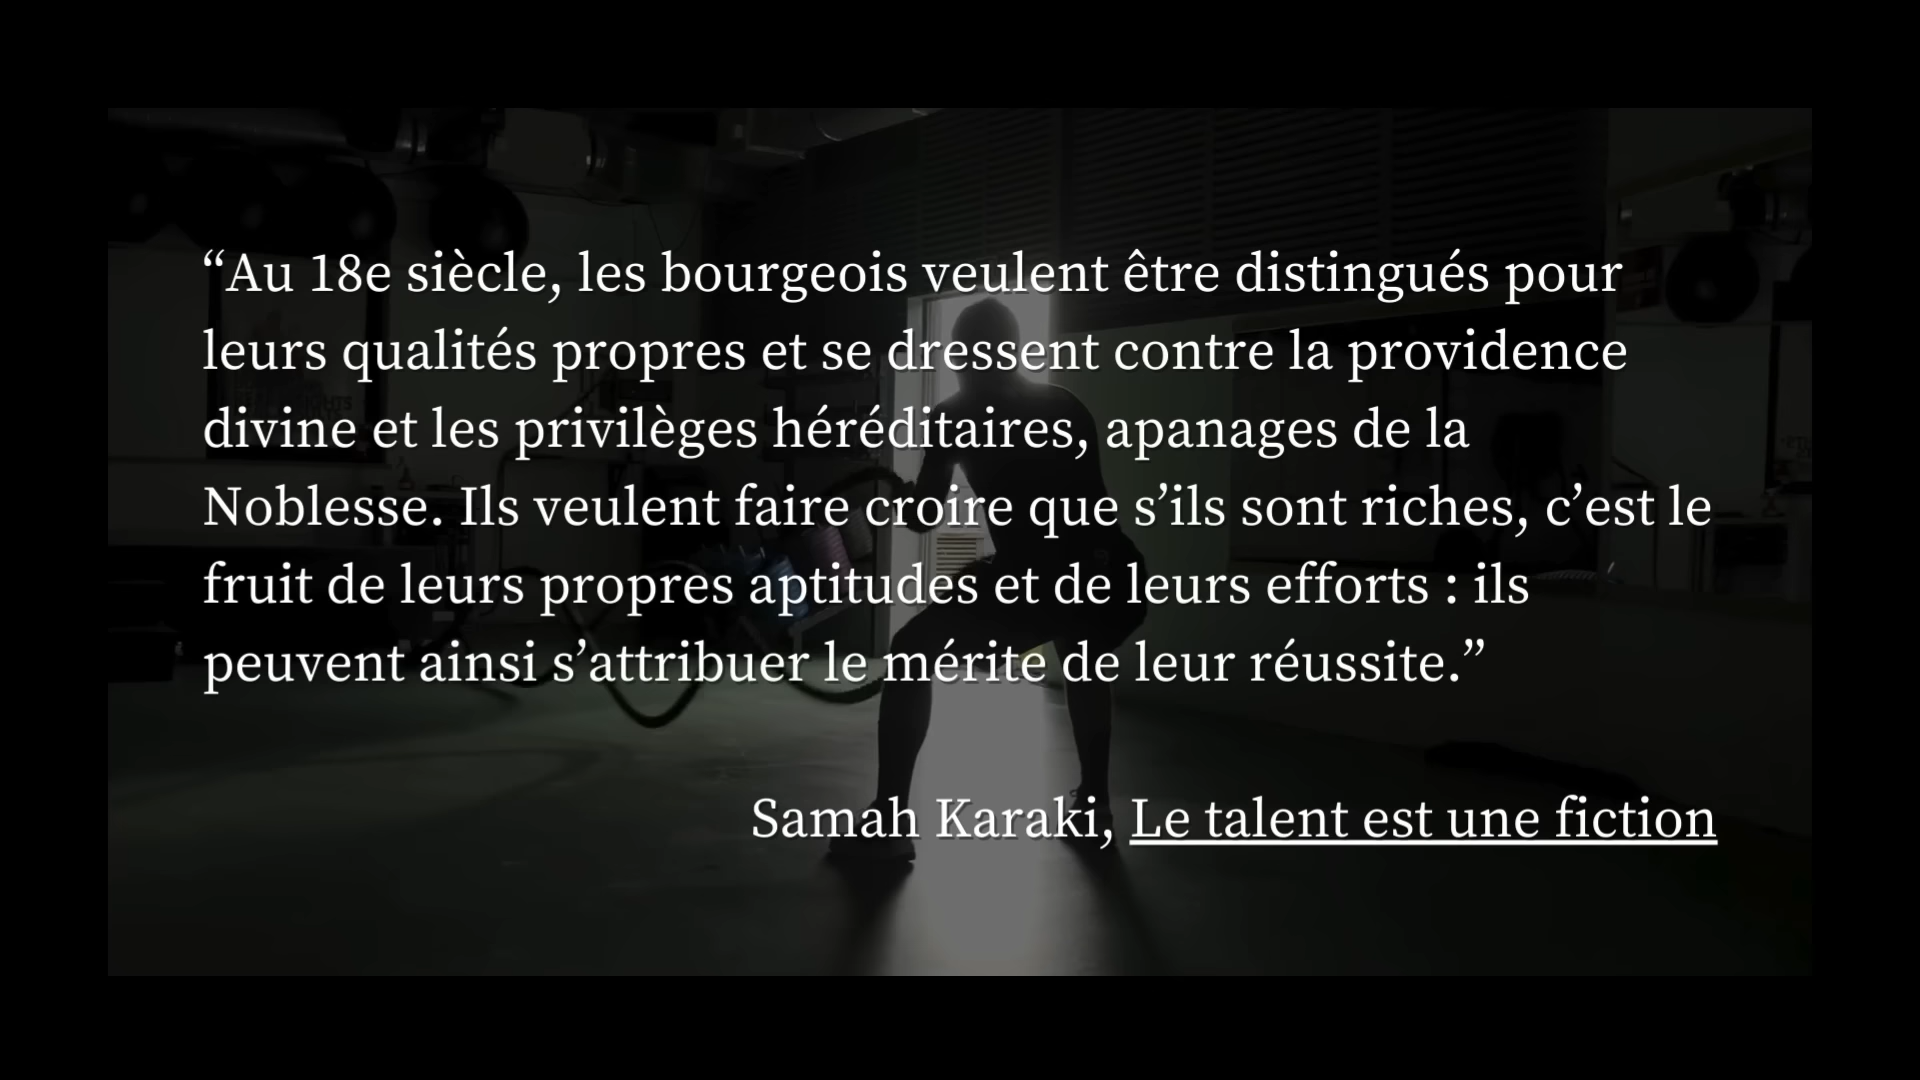 “Au 18e siècle, les bourgeois veulent être distingués pour
leurs qualités propres et se dressent contre la providence
divine et les privilèges héréditaires, apanages de la
Noblesse. Ils veulent faire croire que s’ils sont riches, c’est le
fruit de leurs propres aptitudes et de leurs efforts : ils
peuvent ainsi s’attribuer le mérite de leur réussite.”
Samah Karaki, Le talent est une fiction